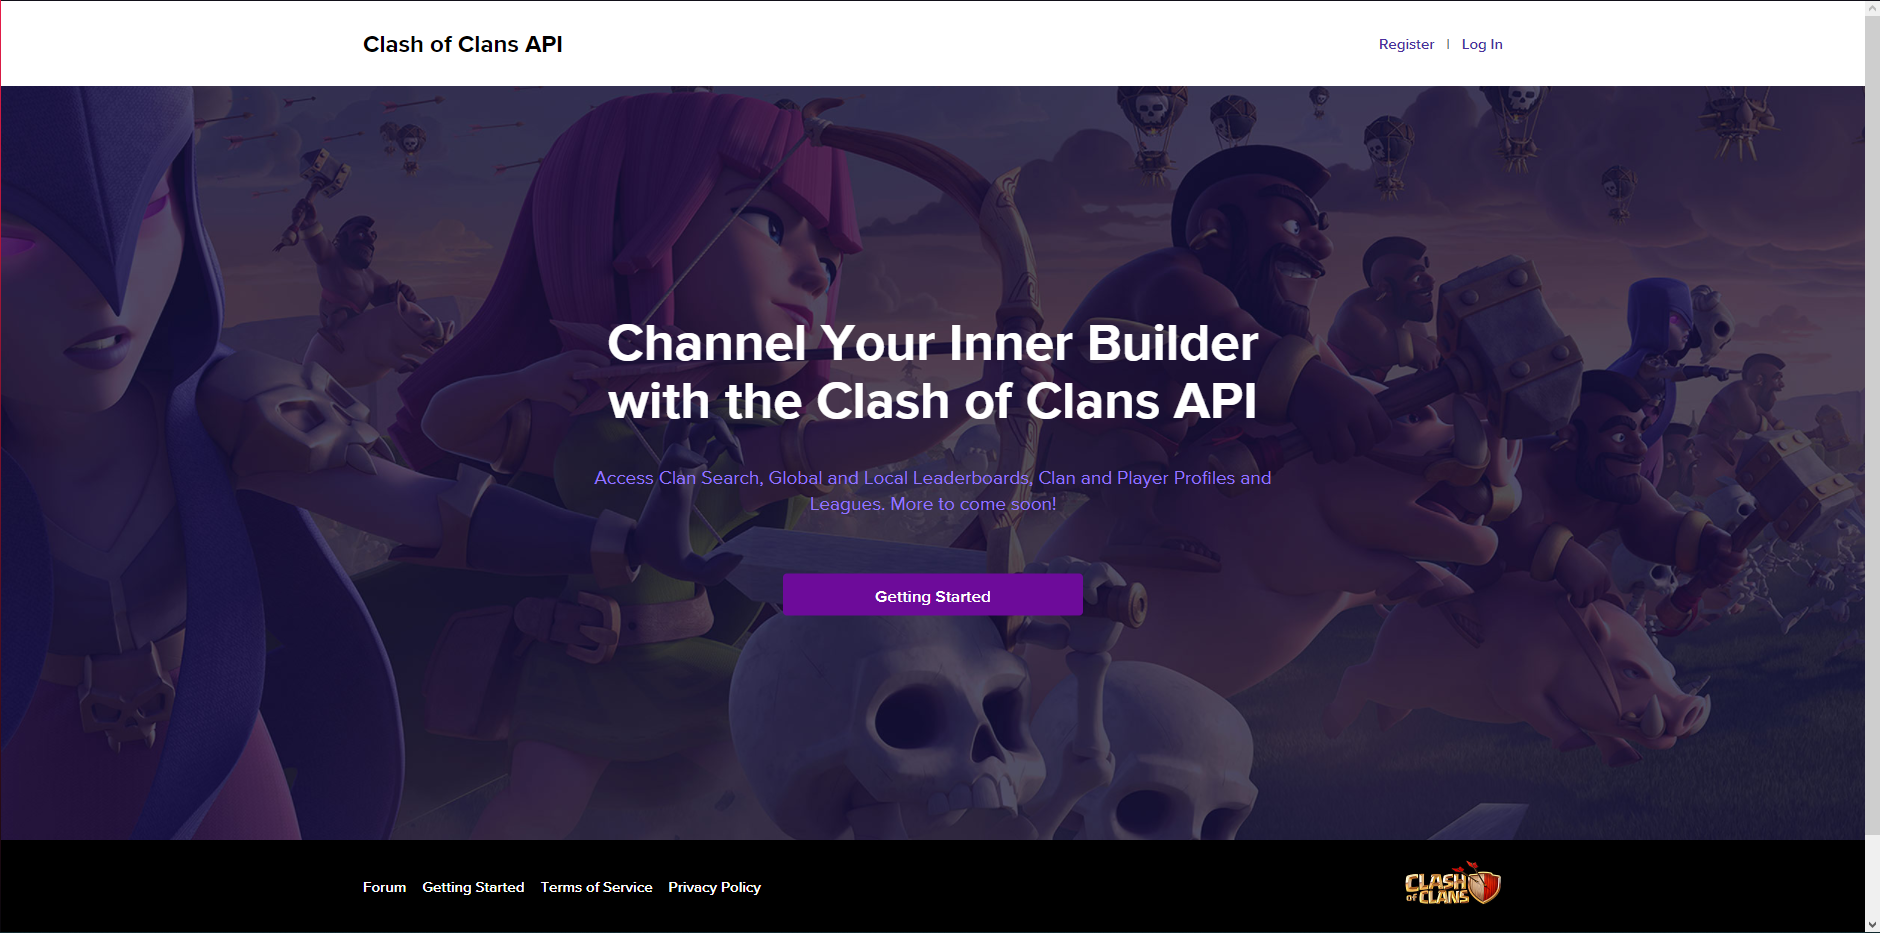 Clash of Clans API
Register | Log In
Channel Your Inner Builder
with the Clash of Clans API
Access Clan Search, Global and Local Leaderboards, Clan and Player Profiles and
Leagues. More to come soon!
Getting Started
Forum Getting Started Terms of Service Privacy Policy
CLASH
OF CLANS